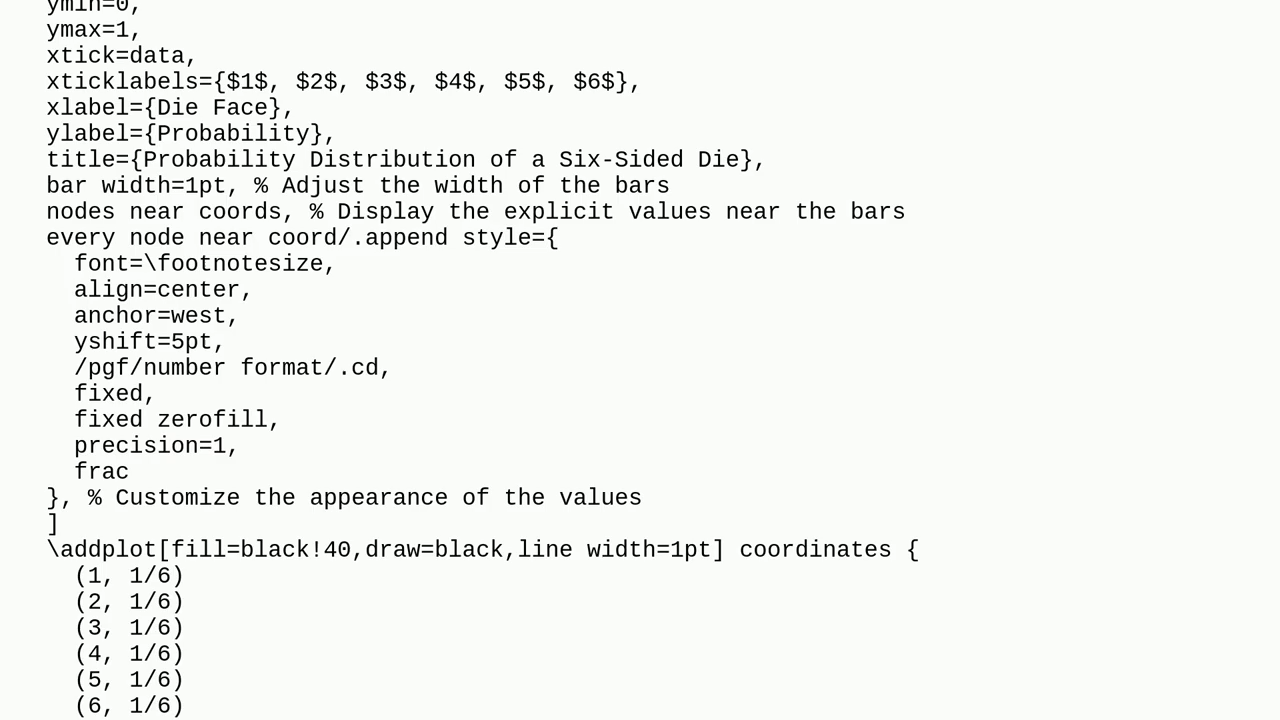 ymin=0,
ymax=1,
xtick=data,
xticklabels={$1$, $2$, $3$, $4$, $5$, $6$},
xlabel={Die Face},
ylabel={Probability},
title={Probability Distribution of a Six-Sided Die},
bar width=1pt, % Adjust the width of the bars
nodes near coords, % Display the explicit values near the bars
every node near coord/.append style={
  font=\footnotesize,
  align=center,
  anchor=west,
  yshift=5pt,
  /pgf/number format/.cd,
  fixed,
  fixed zerofill,
  precision=1,
  frac
}, % Customize the appearance of the values
]
\addplot[fill=black!40,draw=black,line width=1pt] coordinates {
  (1, 1/6)
  (2, 1/6)
  (3, 1/6)
  (4, 1/6)
  (5, 1/6)
  (6, 1/6)